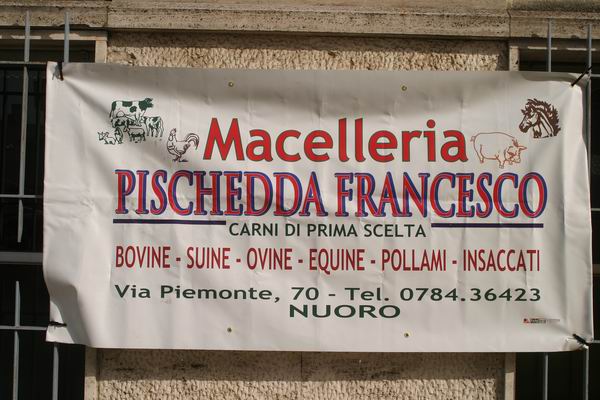 Macelleria
PISCHEDDA FRANCESCO
CARNI DI PRIMA SCELTA
BOVINE - SUINE - OVINE - EQUINE - POLLAMI - INSACCATI
Via Piemonte, 70 - Tel. 0784.36423
NUORO